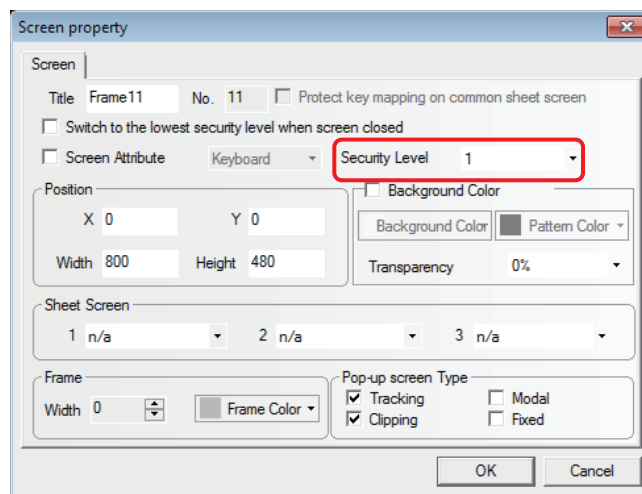 Screen property
Screen
Title Frame11 No. 11 Protect key mapping on common sheet screen
Switch to the lowest security level when screen closed
Screen Attribute Keyboard Security Level 1
Position Background Color
X 0 Y 0 Background Color Pattern Color
Width 800 Height 480 Transparency 0%
Sheet Screen
1 n/a 2 n/a 3 n/a
Frame Pop-up screen Type
Width 0 Frame Color Tracking Modal
Clipping Fixed
OK Cancel